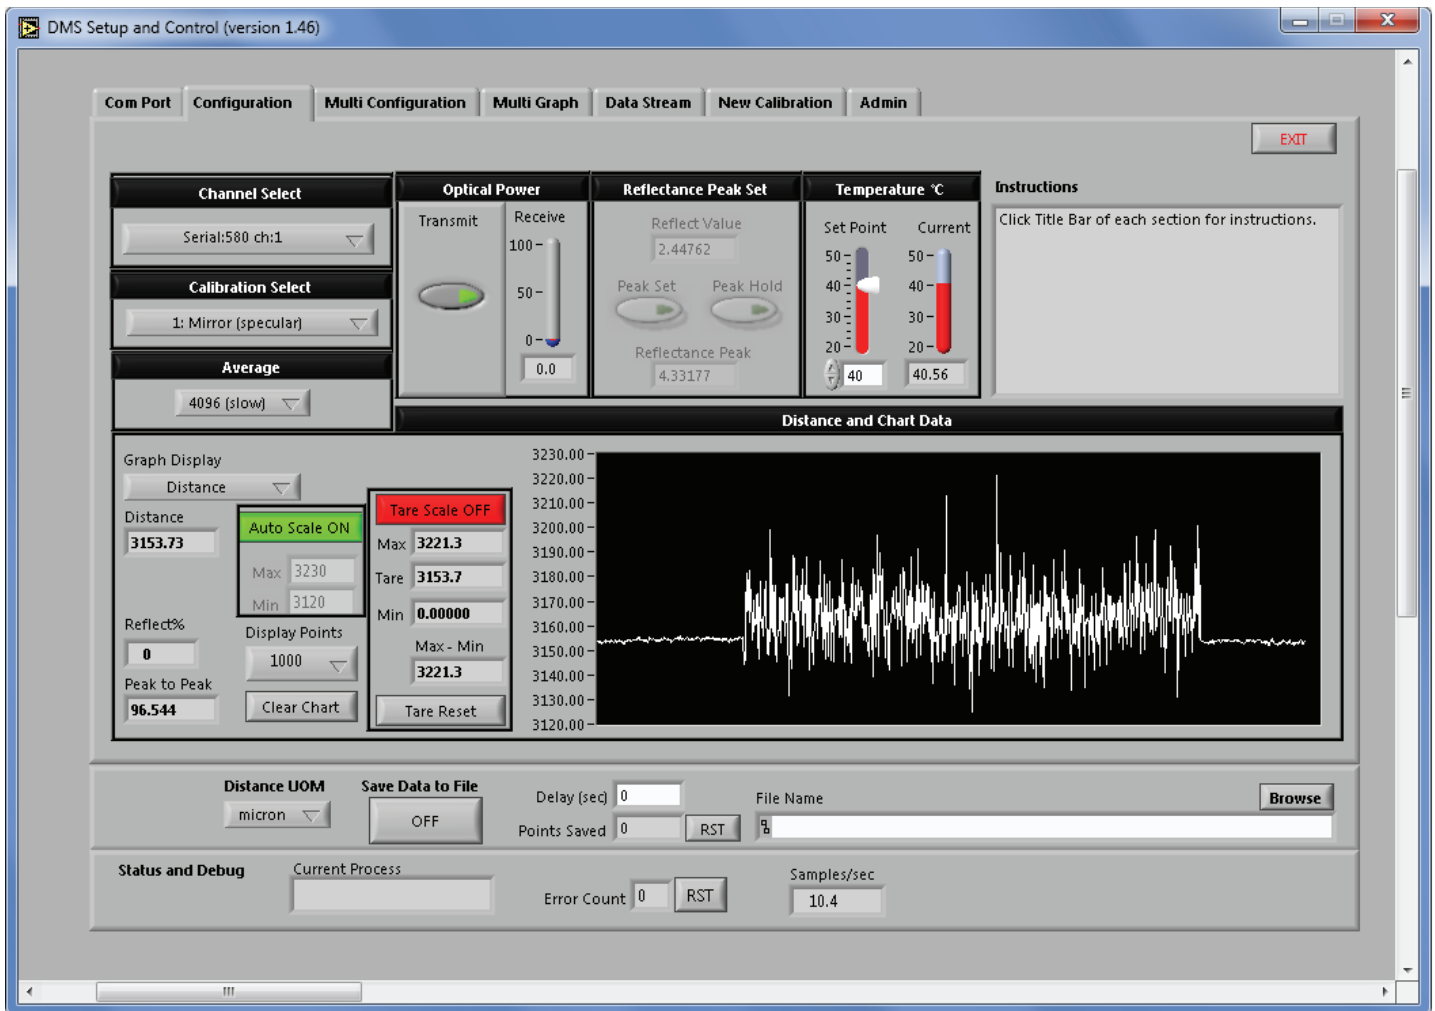 DMS Setup and Control (version 1.46)
Com Port
Configuration
Multi Configuration
Multi Graph
Data Stream
New Calibration
Admin
EXIT
Channel Select
Serial:580 ch:1
Calibration Select
1: Mirror (specular)
Average
4096 (slow)
Optical Power
Transmit
Receive
100
50
0
0.0
Reflectance Peak Set
Reflect Value
2.44762
Peak Set
Peak Hold
Reflectance Peak
4.33177
Temperature °C
Set Point
Current
50
40
30
20
40
50
40
30
20
40.56
Instructions
Click Title Bar of each section for instructions.
Distance and Chart Data
Graph Display
Distance
Distance
3153.73
Auto Scale ON
Max 3230
Min 3120
Reflect%
0
Display Points
1000
Peak to Peak
96.544
Clear Chart
Tare Scale OFF
Max 3221.3
Tare 3153.7
Min 0.00000
Max - Min
3221.3
Tare Reset
3230.00
3220.00
3210.00
3200.00
3190.00
3180.00
3170.00
3160.00
3150.00
3140.00
3130.00
3120.00
Distance UOM
micron
Save Data to File
OFF
Delay (sec) 0
Points Saved 0
RST
File Name
Browse
Status and Debug
Current Process
Error Count 0
RST
Samples/sec
10.4